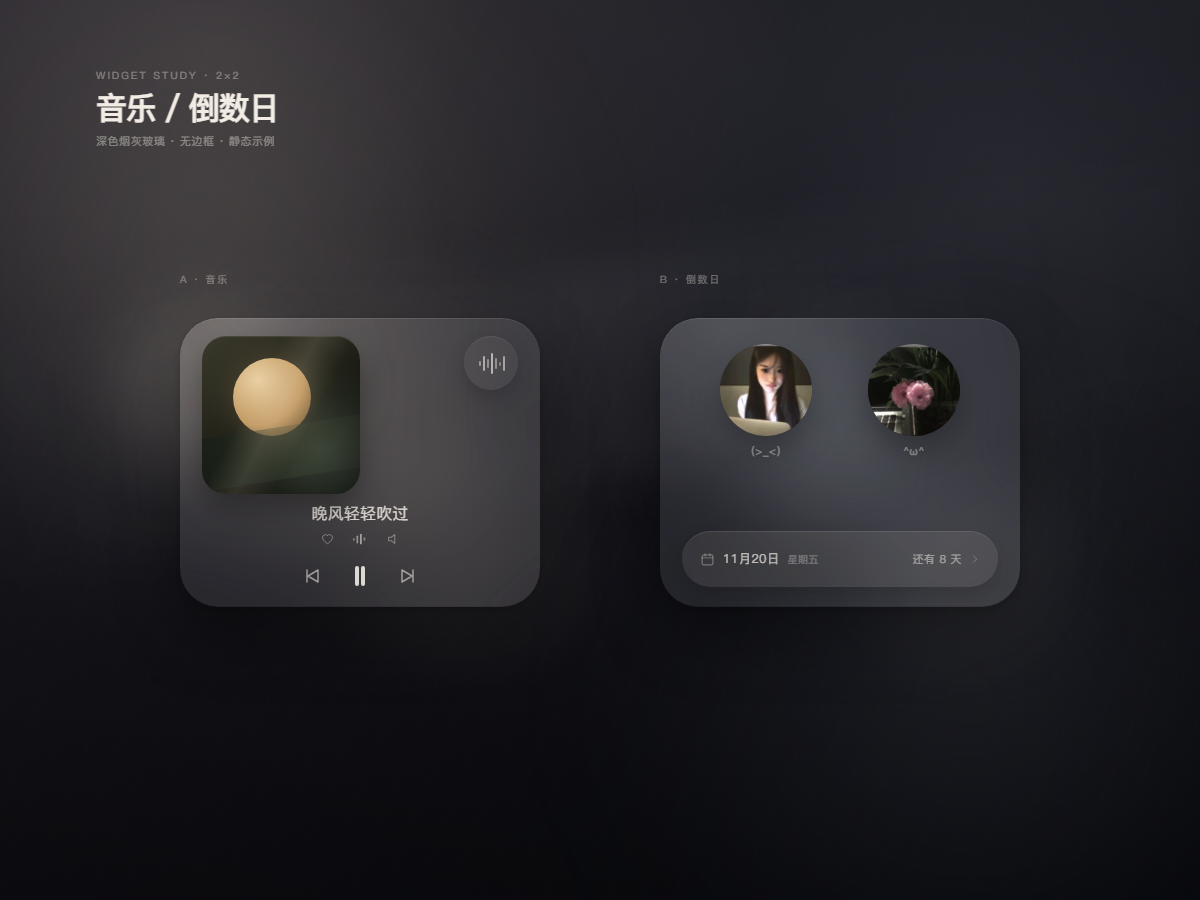 WIDGET STUDY · 2×2
音乐 / 倒数日
深色烟灰玻璃 · 无边框 · 静态示例
A · 音乐
B · 倒数日
晚风轻轻吹过
(>_<)
^ω^
11月20日 星期五 还有 8 天